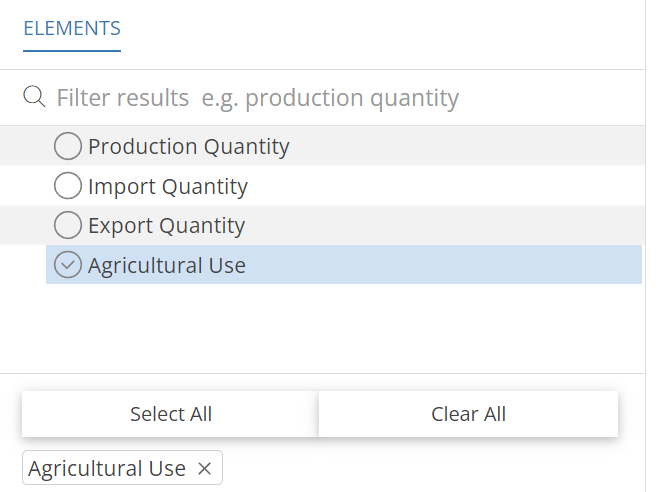 ELEMENTS
Filter results  e.g. production quantity
Production Quantity
Import Quantity
Export Quantity
Agricultural Use
Select All Clear All
Agricultural Use ×